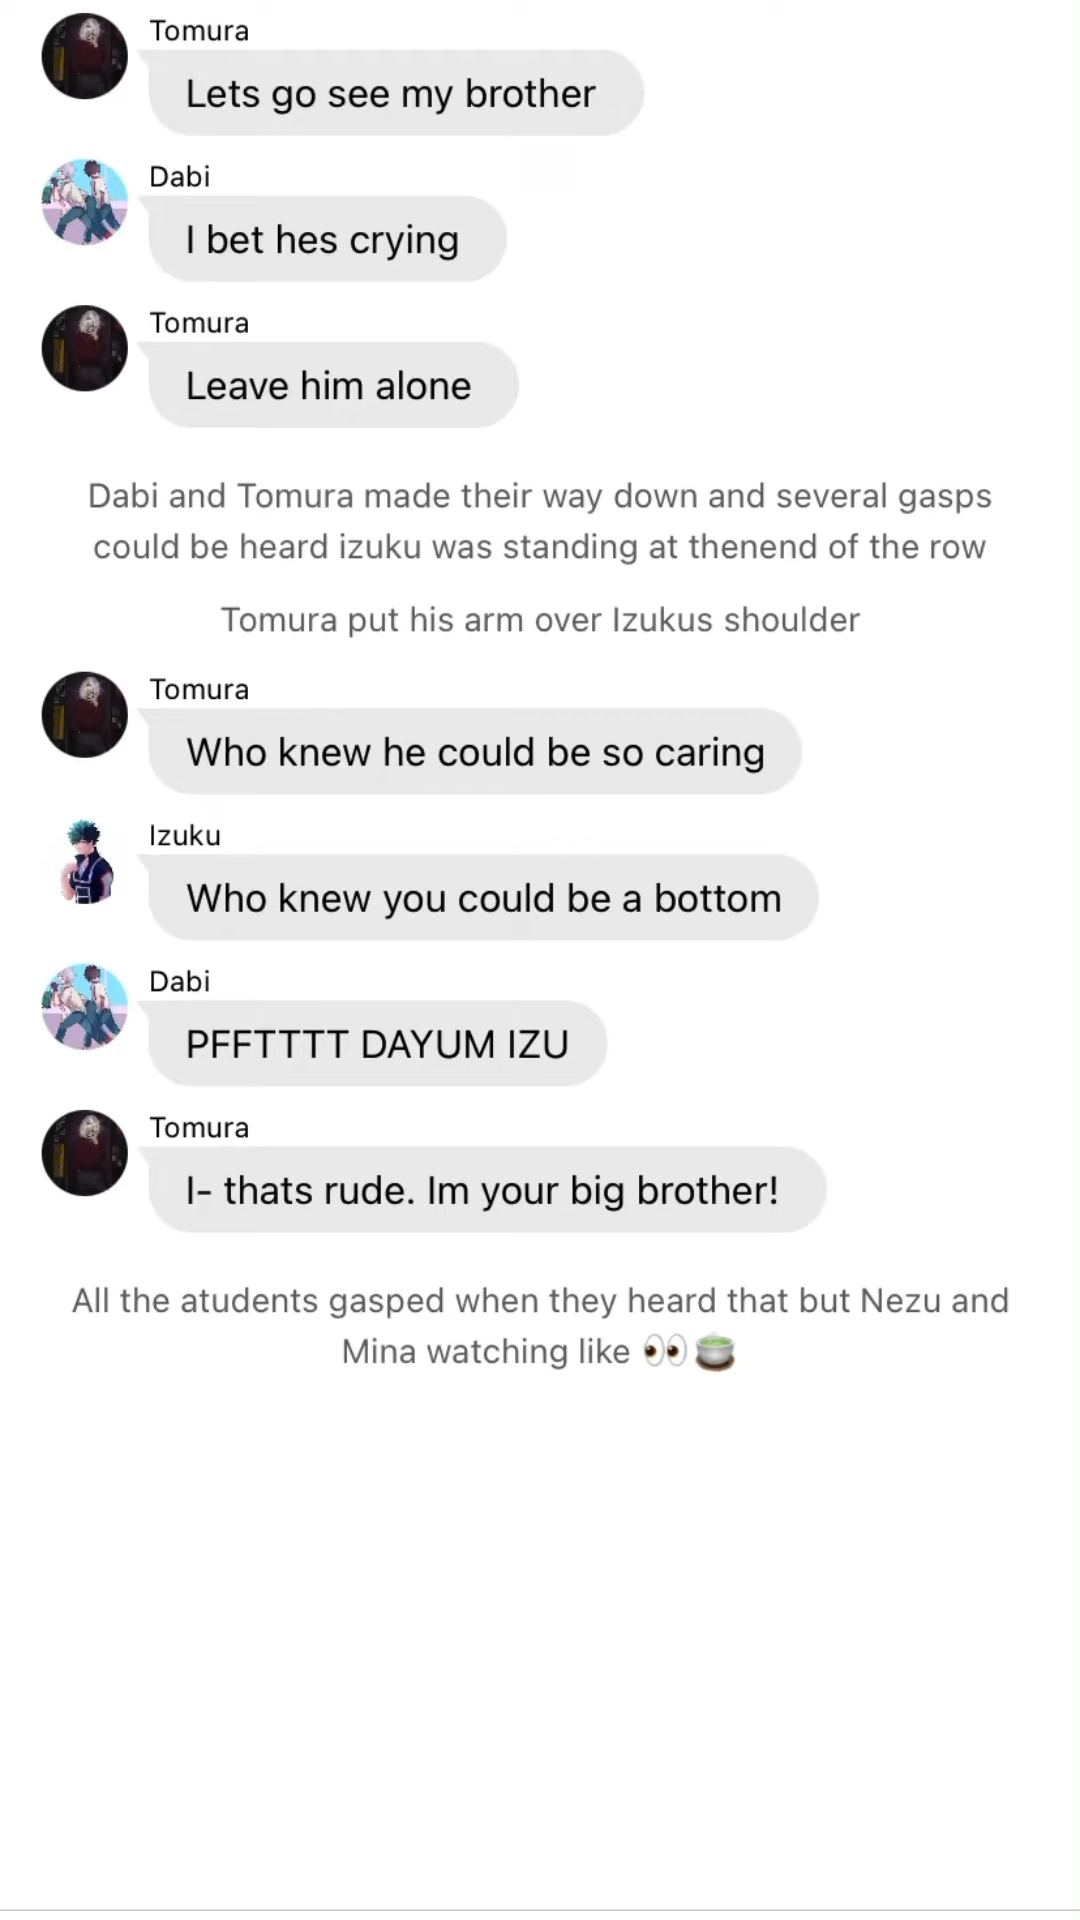 Tomura
Lets go see my brother
Dabi
I bet hes crying
Tomura
Leave him alone
Dabi and Tomura made their way down and several gasps
could be heard izuku was standing at thenend of the row
Tomura put his arm over Izukus shoulder
Tomura
Who knew he could be so caring
Izuku
Who knew you could be a bottom
Dabi
PFFTTTT DAYUM IZU
Tomura
I- thats rude. Im your big brother!
All the atudents gasped when they heard that but Nezu and
Mina watching like 👀🍵